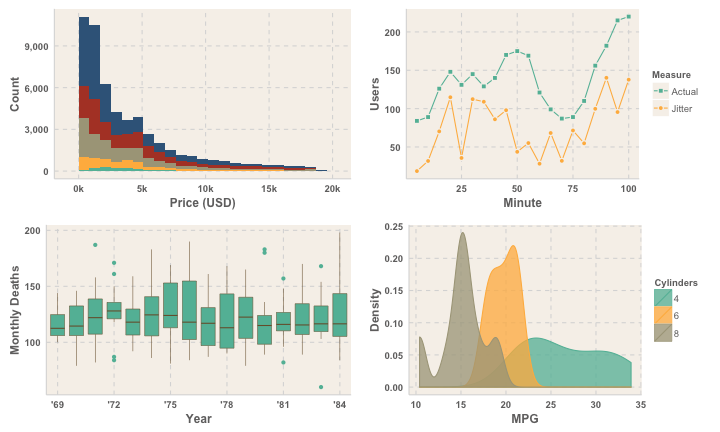 9,000
6,000
3,000
0
Count
0k
5k
10k
15k
20k
Price (USD)
200
150
100
50
Users
25
50
75
100
Minute
Measure
Actual
Jitter
200
150
100
Monthly Deaths
'69
'72
'75
'78
'81
'84
Year
0.25
0.20
0.15
0.10
0.05
0.00
Density
10
15
20
25
30
35
MPG
Cylinders
4
6
8